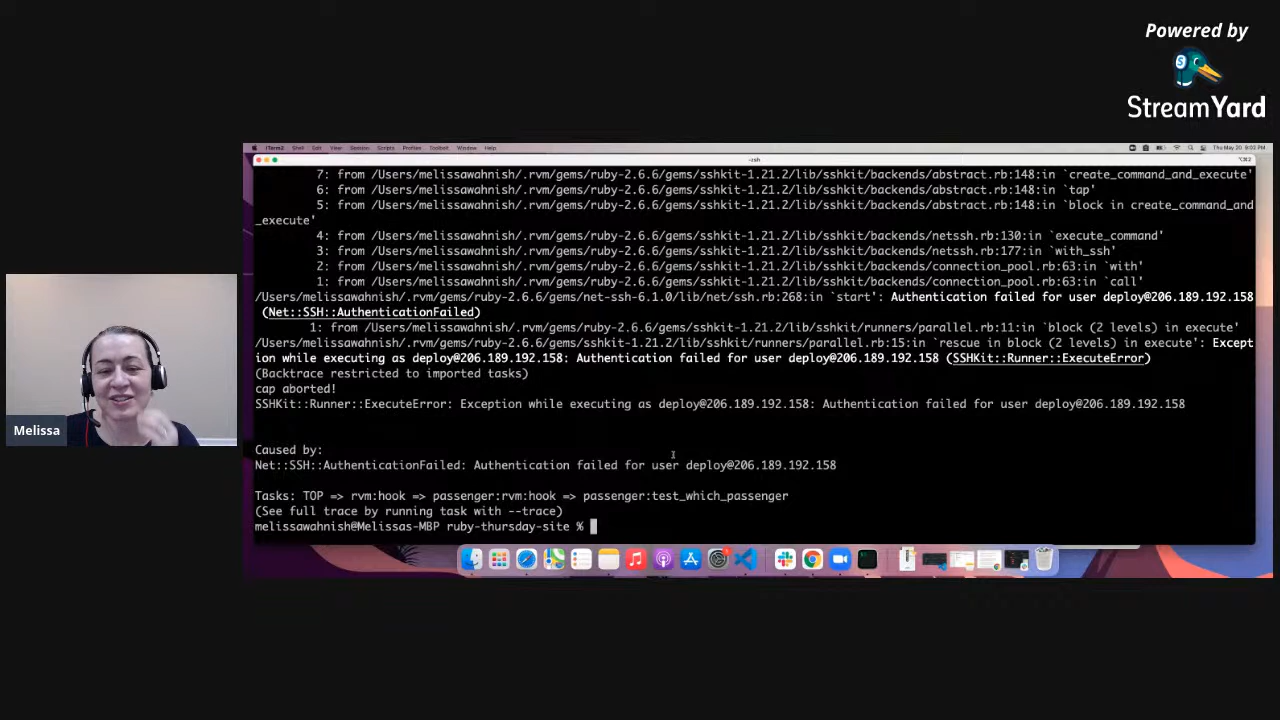 Powered by
StreamYard
iTerm2 Shell Edit View Session Scripts Profiles Toolbelt Window Help
Thu May 20 9:02 PM
-zsh
7: from /Users/melissawahnish/.rvm/gems/ruby-2.6.6/gems/sshkit-1.21.2/lib/sshkit/backends/abstract.rb:148:in `create_command_and_execute'
6: from /Users/melissawahnish/.rvm/gems/ruby-2.6.6/gems/sshkit-1.21.2/lib/sshkit/backends/abstract.rb:148:in `tap'
5: from /Users/melissawahnish/.rvm/gems/ruby-2.6.6/gems/sshkit-1.21.2/lib/sshkit/backends/abstract.rb:148:in `block in create_command_and
_execute'
4: from /Users/melissawahnish/.rvm/gems/ruby-2.6.6/gems/sshkit-1.21.2/lib/sshkit/backends/netssh.rb:130:in `execute_command'
3: from /Users/melissawahnish/.rvm/gems/ruby-2.6.6/gems/sshkit-1.21.2/lib/sshkit/backends/netssh.rb:177:in `with_ssh'
2: from /Users/melissawahnish/.rvm/gems/ruby-2.6.6/gems/sshkit-1.21.2/lib/sshkit/backends/connection_pool.rb:63:in `with'
1: from /Users/melissawahnish/.rvm/gems/ruby-2.6.6/gems/sshkit-1.21.2/lib/sshkit/backends/connection_pool.rb:63:in `call'
/Users/melissawahnish/.rvm/gems/ruby-2.6.6/gems/net-ssh-6.1.0/lib/net/ssh.rb:268:in `start': Authentication failed for user deploy@206.189.192.158
(Net::SSH::AuthenticationFailed)
1: from /Users/melissawahnish/.rvm/gems/ruby-2.6.6/gems/sshkit-1.21.2/lib/sshkit/runners/parallel.rb:11:in `block (2 levels) in execute'
/Users/melissawahnish/.rvm/gems/ruby-2.6.6/gems/sshkit-1.21.2/lib/sshkit/runners/parallel.rb:15:in `rescue in block (2 levels) in execute': Except
ion while executing as deploy@206.189.192.158: Authentication failed for user deploy@206.189.192.158 (SSHKit::Runner::ExecuteError)
(Backtrace restricted to imported tasks)
cap aborted!
SSHKit::Runner::ExecuteError: Exception while executing as deploy@206.189.192.158: Authentication failed for user deploy@206.189.192.158
Caused by:
Net::SSH::AuthenticationFailed: Authentication failed for user deploy@206.189.192.158
Tasks: TOP => rvm:hook => passenger:rvm:hook => passenger:test_which_passenger
(See full trace by running task with --trace)
melissawahnish@Melissas-MBP ruby-thursday-site %
Melissa